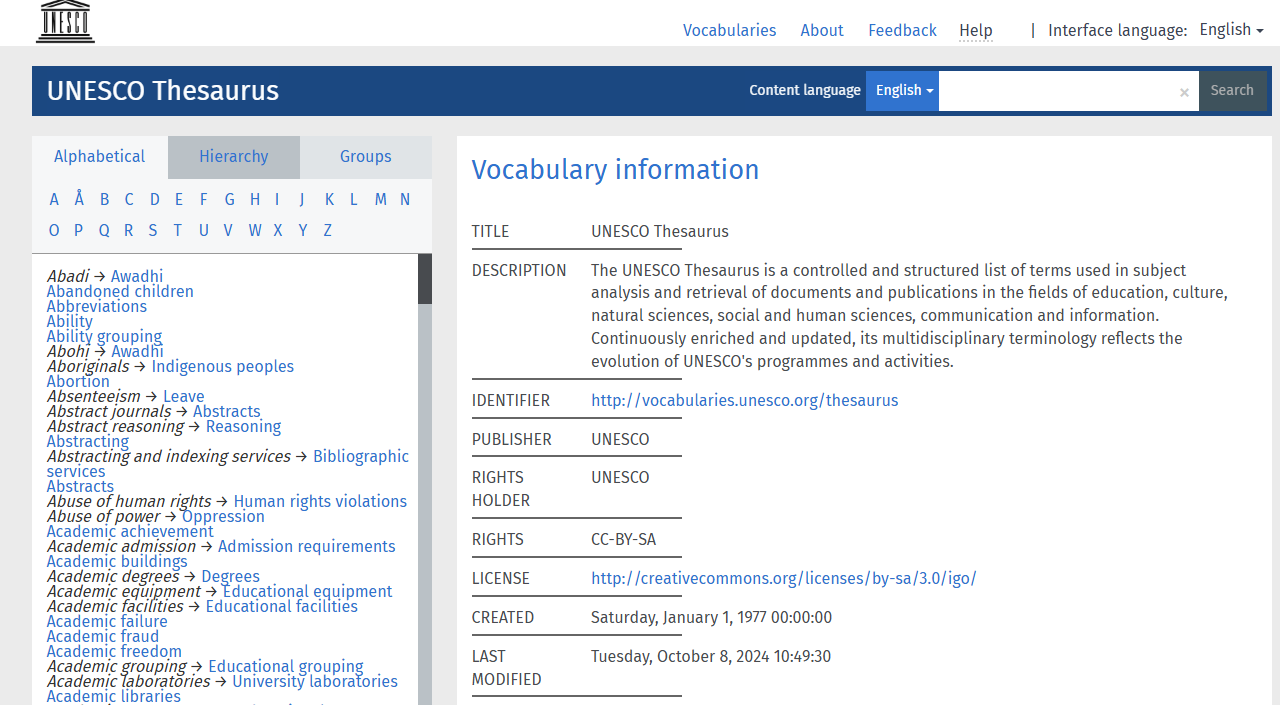 UNESCO
Vocabularies About Feedback Help | Interface language: English
UNESCO Thesaurus
Content language English × Search
Alphabetical Hierarchy Groups
A Å B C D E F G H I J K L M N
O P Q R S T U V W X Y Z
Abadi → Awadhi
Abandoned children
Abbreviations
Ability
Ability grouping
Abohi → Awadhi
Aboriginals → Indigenous peoples
Abortion
Absenteeism → Leave
Abstract journals → Abstracts
Abstract reasoning → Reasoning
Abstracting
Abstracting and indexing services → Bibliographic
services
Abstracts
Abuse of human rights → Human rights violations
Abuse of power → Oppression
Academic achievement
Academic admission → Admission requirements
Academic buildings
Academic degrees → Degrees
Academic equipment → Educational equipment
Academic facilities → Educational facilities
Academic failure
Academic fraud
Academic freedom
Academic grouping → Educational grouping
Academic laboratories → University laboratories
Academic libraries
Vocabulary information
TITLE UNESCO Thesaurus
DESCRIPTION The UNESCO Thesaurus is a controlled and structured list of terms used in subject
analysis and retrieval of documents and publications in the fields of education, culture,
natural sciences, social and human sciences, communication and information.
Continuously enriched and updated, its multidisciplinary terminology reflects the
evolution of UNESCO's programmes and activities.
IDENTIFIER http://vocabularies.unesco.org/thesaurus
PUBLISHER UNESCO
RIGHTS UNESCO
HOLDER
RIGHTS CC-BY-SA
LICENSE http://creativecommons.org/licenses/by-sa/3.0/igo/
CREATED Saturday, January 1, 1977 00:00:00
LAST Tuesday, October 8, 2024 10:49:30
MODIFIED